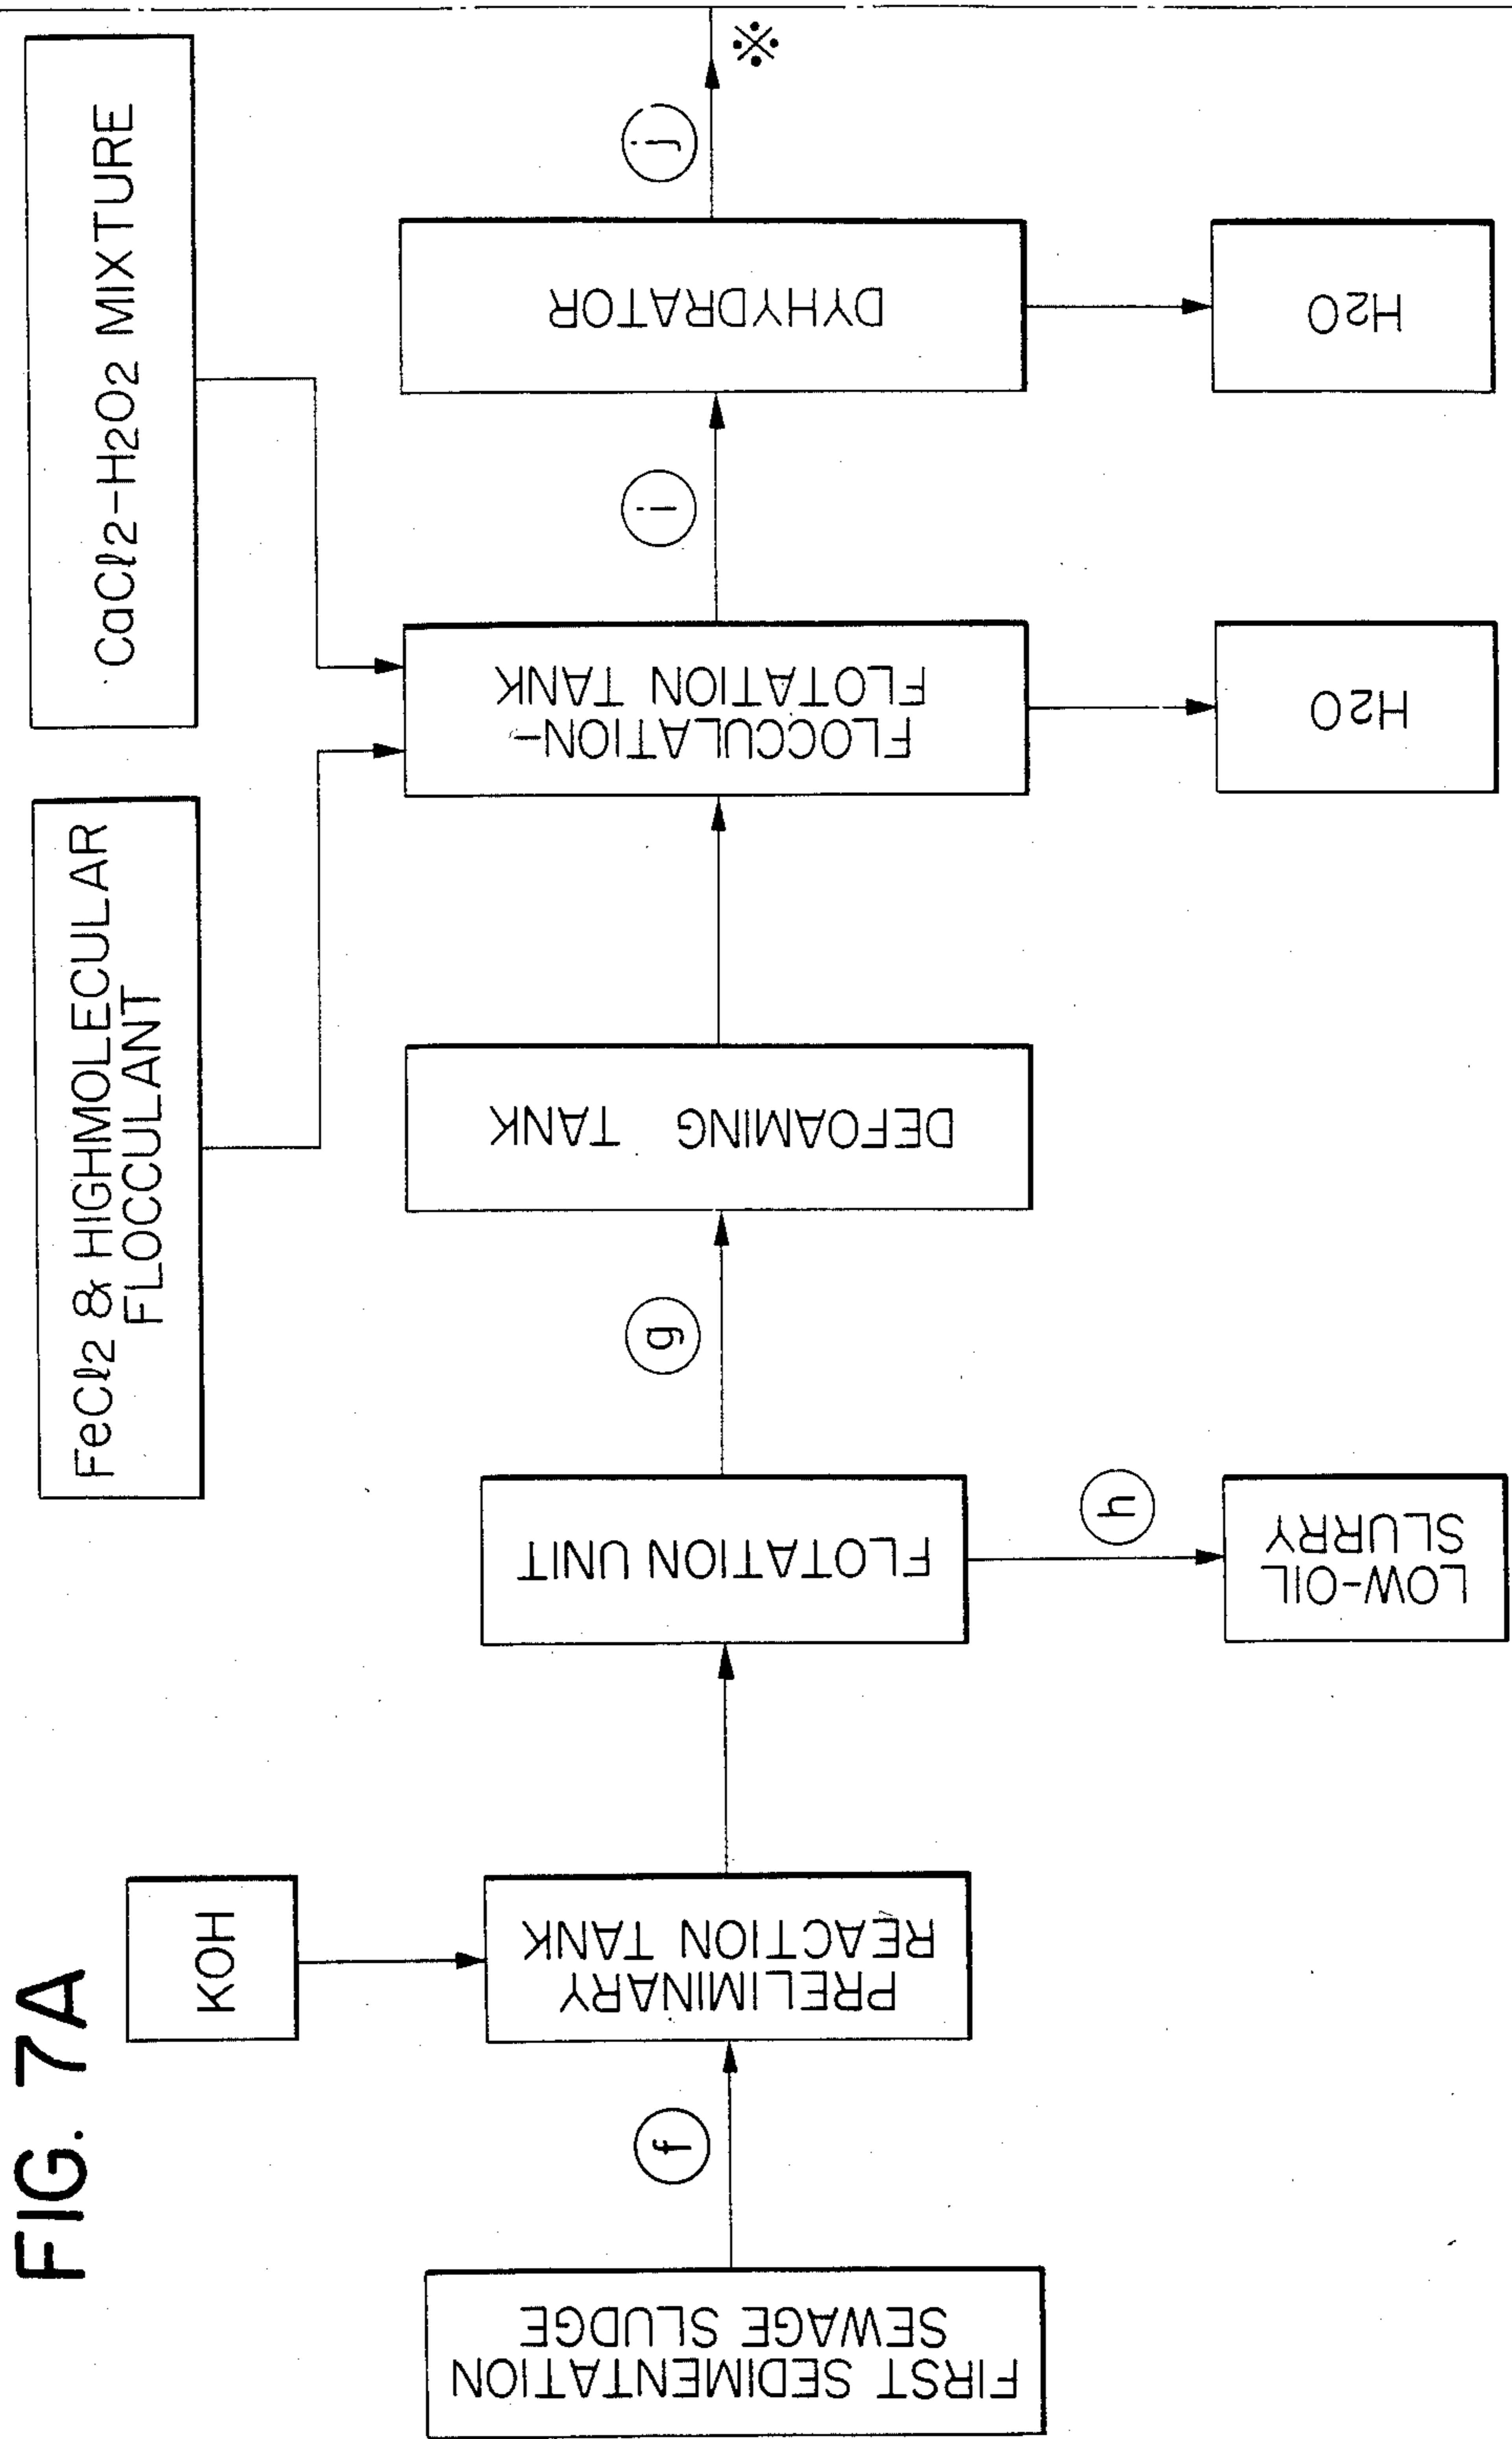 FIG. 7A
KOH
FeCl2 & HIGHMOLECULAR
FLOCCULANT
CaCl2-H2O2 MIXTURE
FIRST SEDIMENTATION
SEWAGE SLUDGE
f
PRELIMINARY
REACTION TANK
FLOTATION UNIT
g
DEFOAMING TANK
FLOCCULATION-
FLOTATION TANK
i
DYHYDRATOR
j
※
h
LOW-OIL
SLURRY
H2O
H2O